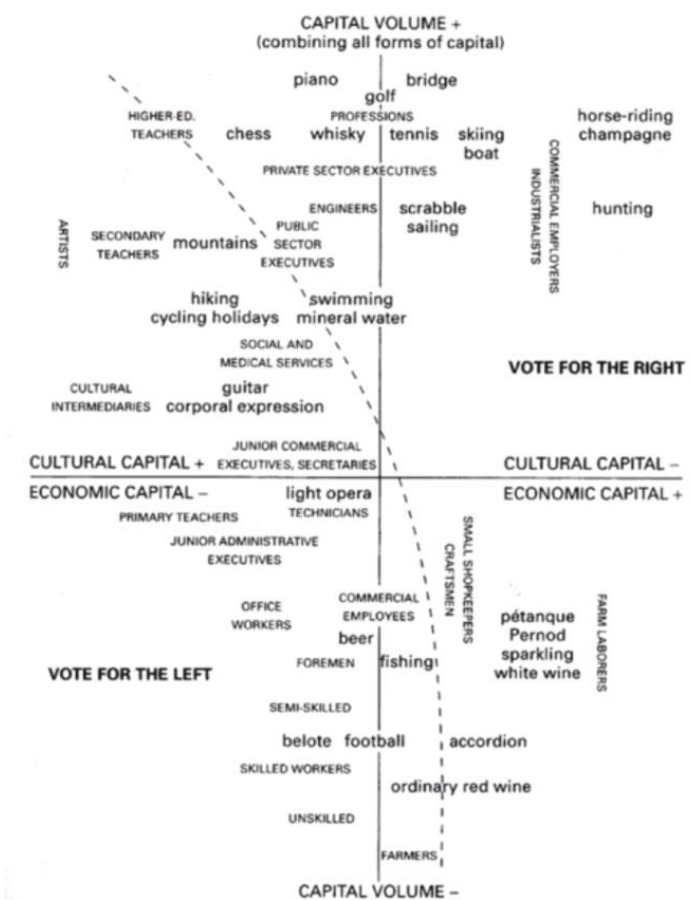 CAPITAL VOLUME +
(combining all forms of capital)
piano bridge
golf
HIGHER-ED. PROFESSIONS horse-riding
TEACHERS chess whisky tennis skiing champagne
boat
PRIVATE SECTOR EXECUTIVES
COMMERCIAL EMPLOYERS
INDUSTRIALISTS
ENGINEERS scrabble hunting
ARTISTS
SECONDARY mountains PUBLIC sailing
TEACHERS SECTOR
EXECUTIVES
hiking swimming
cycling holidays mineral water
SOCIAL AND
MEDICAL SERVICES
VOTE FOR THE RIGHT
CULTURAL guitar
INTERMEDIARIES corporal expression
JUNIOR COMMERCIAL
CULTURAL CAPITAL + EXECUTIVES, SECRETARIES CULTURAL CAPITAL –
ECONOMIC CAPITAL – light opera ECONOMIC CAPITAL +
PRIMARY TEACHERS TECHNICIANS
JUNIOR ADMINISTRATIVE
EXECUTIVES
SMALL SHOPKEEPERS
CRAFTSMEN
OFFICE COMMERCIAL
WORKERS EMPLOYEES pétanque
beer Pernod
FARM LABORERS
sparkling
VOTE FOR THE LEFT FOREMEN fishing white wine
SEMI-SKILLED
belote football accordion
SKILLED WORKERS
ordinary red wine
UNSKILLED
FARMERS
CAPITAL VOLUME –